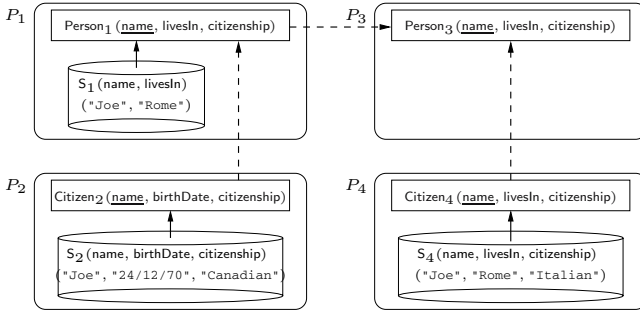 P1
Person1(name, livesIn, citizenship)
S1(name, livesIn)
("Joe", "Rome")
P3
Person3(name, livesIn, citizenship)
P2
Citizen2(name, birthDate, citizenship)
S2(name, birthDate, citizenship)
("Joe", "24/12/70", "Canadian")
P4
Citizen4(name, livesIn, citizenship)
S4(name, livesIn, citizenship)
("Joe", "Rome", "Italian")